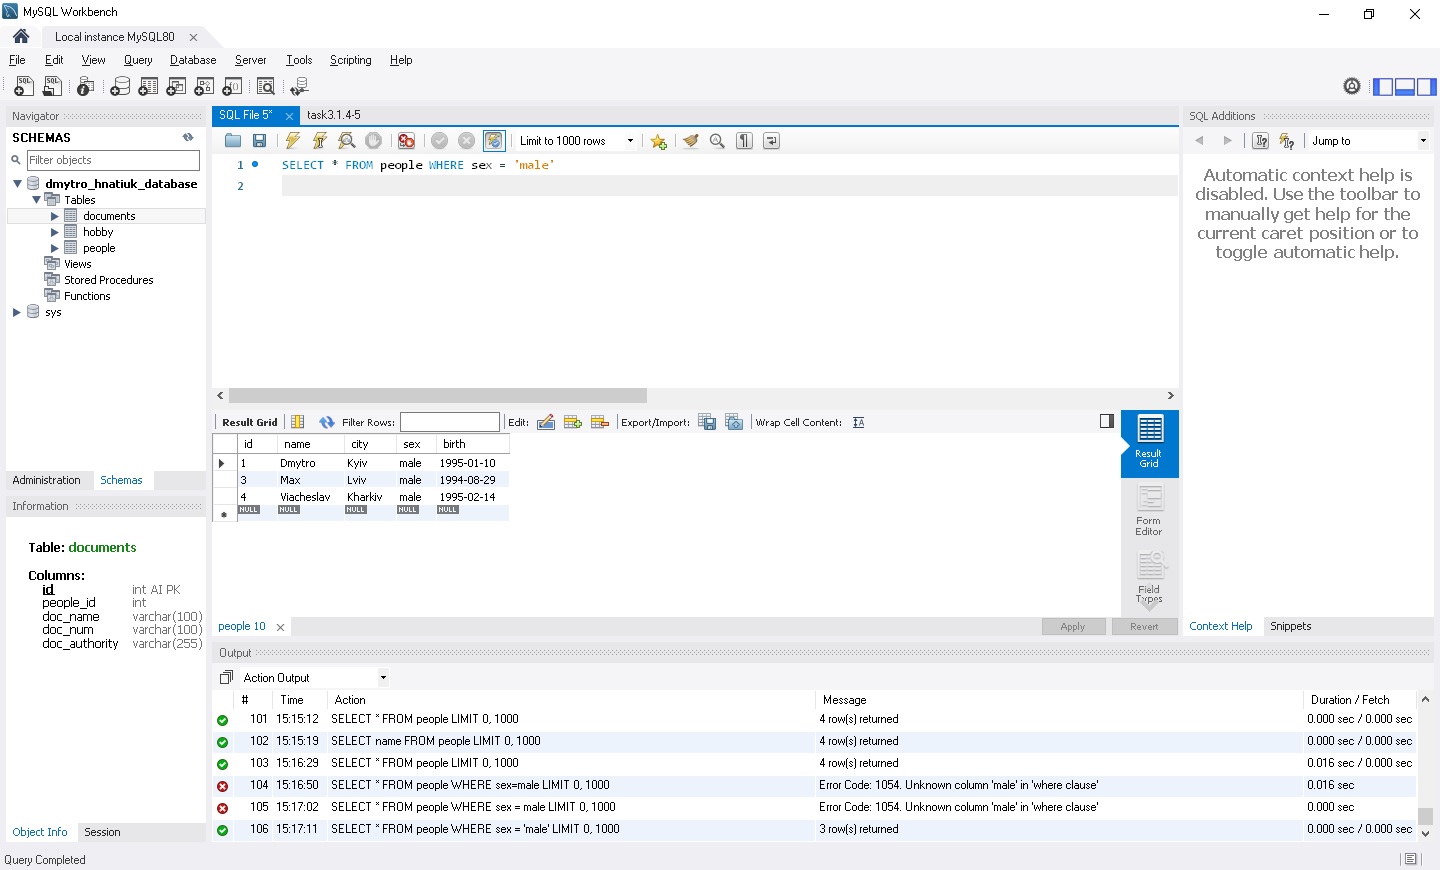 MySQL Workbench
Local instance MySQL80
File Edit View Query Database Server Tools Scripting Help
Navigator
SCHEMAS
Filter objects
dmytro_hnatiuk_database
Tables
documents
hobby
people
Views
Stored Procedures
Functions
sys
Administration Schemas
Information
Table: documents
Columns:
id int AI PK
people_id int
doc_name varchar(100)
doc_num varchar(100)
doc_authority varchar(255)
Object Info Session
Query Completed
SQL File 5* task3.1.4-5
Limit to 1000 rows
1 SELECT * FROM people WHERE sex = 'male'
2
Result Grid Filter Rows: Edit: Export/Import: Wrap Cell Content:
id name city sex birth
1 Dmytro Kyiv male 1995-01-10
3 Max Lviv male 1994-08-29
4 Viacheslav Kharkiv male 1995-02-14
NULL NULL NULL NULL NULL
Result
Grid
Form
Editor
Field
Types
people 10
Apply Revert
SQL Additions
Jump to
Automatic context help is
disabled. Use the toolbar to
manually get help for the
current caret position or to
toggle automatic help.
Context Help Snippets
Output
Action Output
# Time Action Message Duration / Fetch
101 15:15:12 SELECT * FROM people LIMIT 0, 1000 4 row(s) returned 0.000 sec / 0.000 sec
102 15:15:19 SELECT name FROM people LIMIT 0, 1000 4 row(s) returned 0.000 sec / 0.000 sec
103 15:16:29 SELECT * FROM people LIMIT 0, 1000 4 row(s) returned 0.016 sec / 0.000 sec
104 15:16:50 SELECT * FROM people WHERE sex=male LIMIT 0, 1000 Error Code: 1054. Unknown column 'male' in 'where clause' 0.016 sec
105 15:17:02 SELECT * FROM people WHERE sex = male LIMIT 0, 1000 Error Code: 1054. Unknown column 'male' in 'where clause' 0.000 sec
106 15:17:11 SELECT * FROM people WHERE sex = 'male' LIMIT 0, 1000 3 row(s) returned 0.000 sec / 0.000 sec